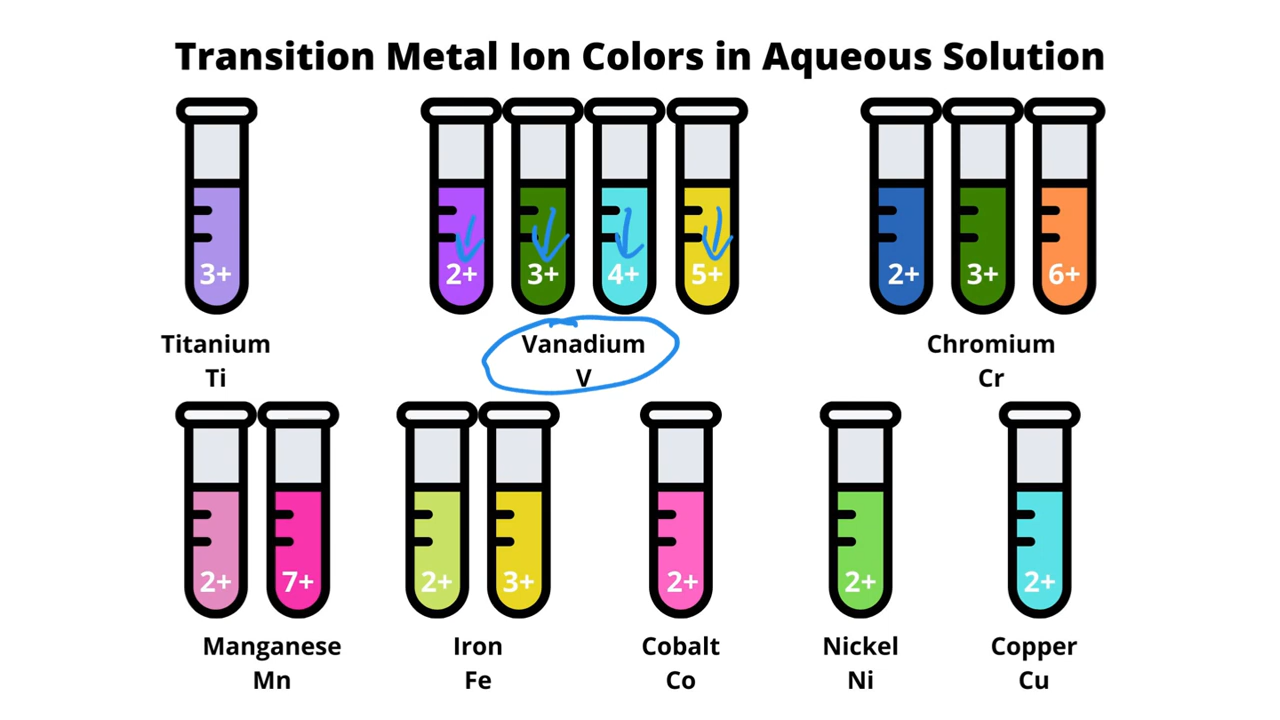 Transition Metal Ion Colors in Aqueous Solution
3+
2+ 3+ 4+ 5+
2+ 3+ 6+
Titanium
Ti
Vanadium
V
Chromium
Cr
2+ 7+
2+ 3+
2+
2+
2+
Manganese
Mn
Iron
Fe
Cobalt
Co
Nickel
Ni
Copper
Cu